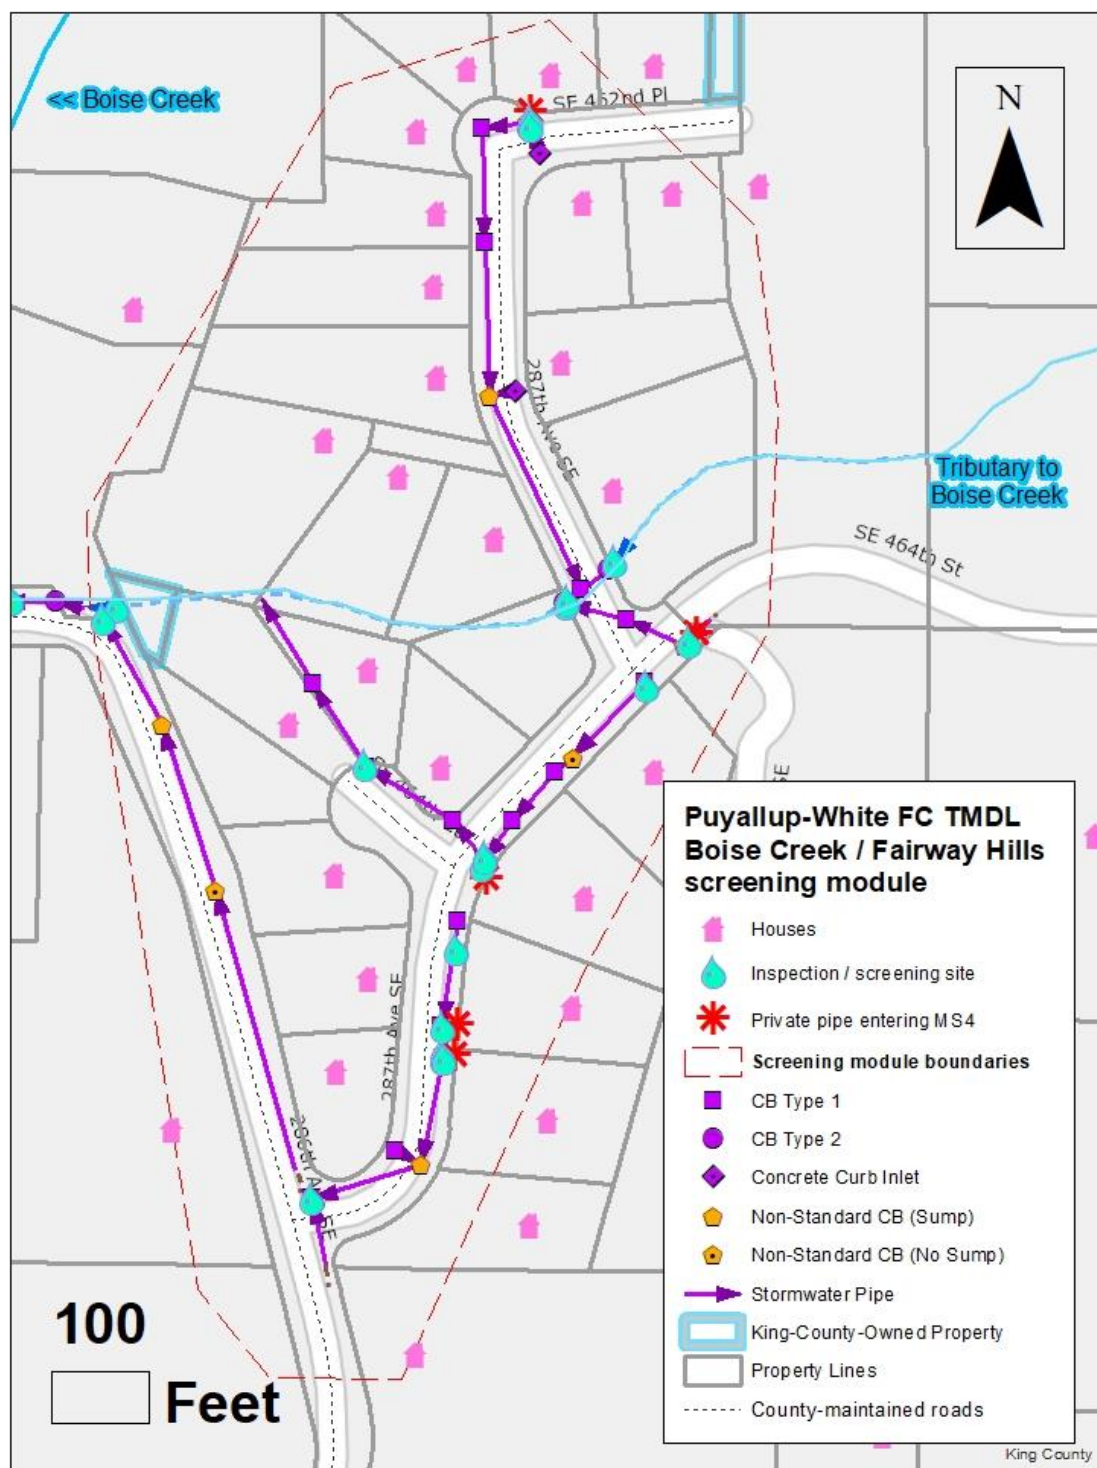 << Boise Creek
SE 462nd Pl
N
287th Ave SE
Tributary to
Boise Creek
SE 464th St
SE
287th Ave SE
286th Ave SE
Puyallup-White FC TMDL
Boise Creek / Fairway Hills
screening module
Houses
Inspection / screening site
Private pipe entering MS4
Screening module boundaries
CB Type 1
CB Type 2
Concrete Curb Inlet
Non-Standard CB (Sump)
Non-Standard CB (No Sump)
Stormwater Pipe
King-County-Owned Property
Property Lines
County-maintained roads
100
Feet
King County